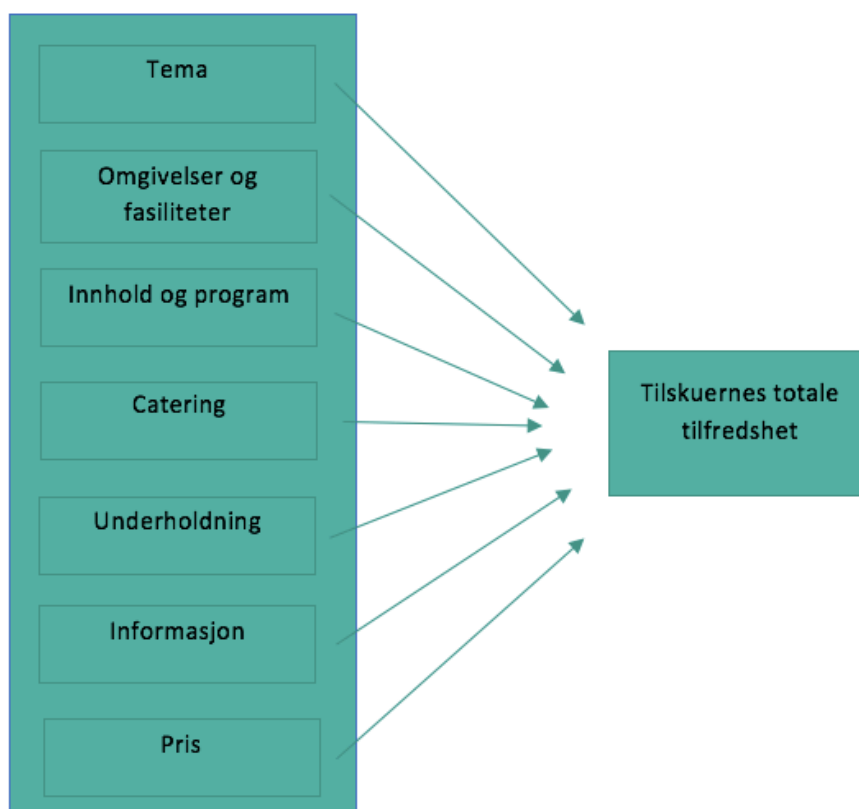 Tema
Omgivelser og
fasiliteter
Innhold og program
Catering
Underholdning
Informasjon
Pris
Tilskuernes totale
tilfredshet